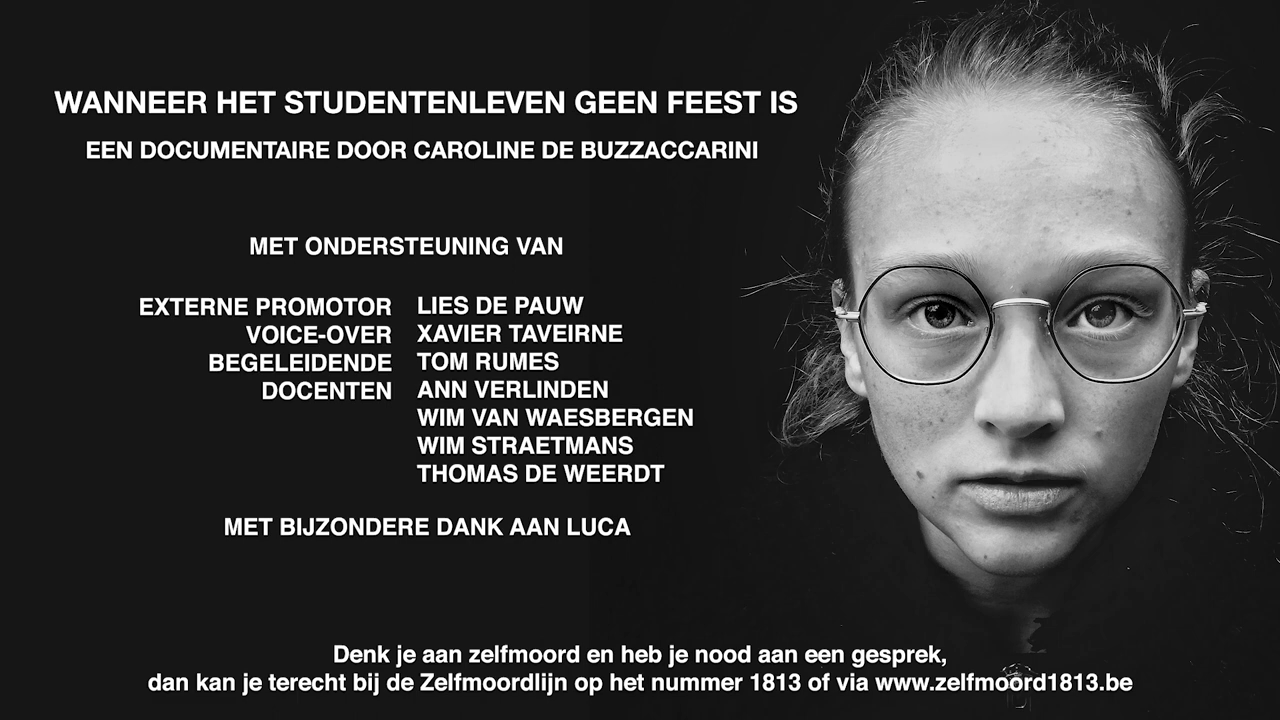 WANNEER HET STUDENTENLEVEN GEEN FEEST IS
EEN DOCUMENTAIRE DOOR CAROLINE DE BUZZACCARINI
MET ONDERSTEUNING VAN
EXTERNE PROMOTOR LIES DE PAUW
VOICE-OVER XAVIER TAVEIRNE
BEGELEIDENDE TOM RUMES
DOCENTEN ANN VERLINDEN
WIM VAN WAESBERGEN
WIM STRAETMANS
THOMAS DE WEERDT
MET BIJZONDERE DANK AAN LUCA
Denk je aan zelfmoord en heb je nood aan een gesprek,
dan kan je terecht bij de Zelfmoordlijn op het nummer 1813 of via www.zelfmoord1813.be